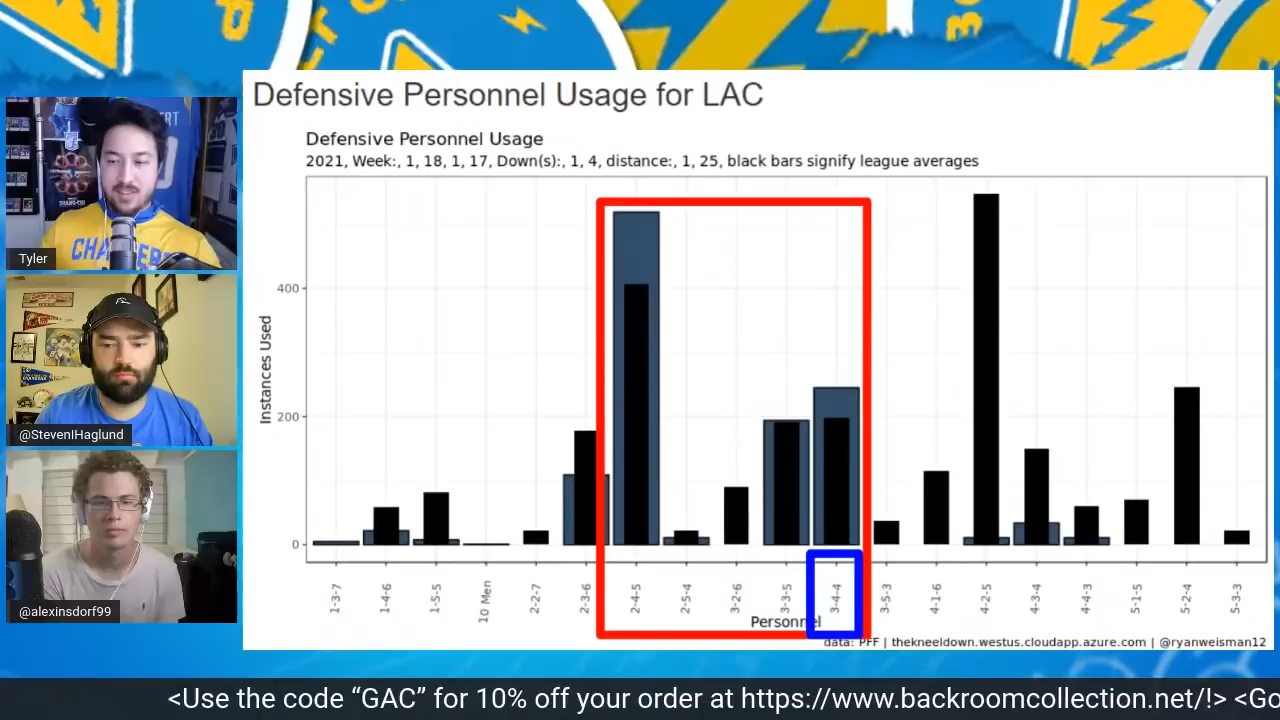 Defensive Personnel Usage for LAC
Defensive Personnel Usage
2021, Week:, 1, 18, 1, 17, Down(s):, 1, 4, distance:, 1, 25, black bars signify league averages
Instances Used
400
200
0
1-3-7
1-4-6
1-5-5
10 Men
2-2-7
2-3-6
2-4-5
2-5-4
3-2-6
3-3-5
3-4-4
3-5-3
4-1-6
4-2-5
4-3-4
4-4-3
5-1-5
5-2-4
5-3-3
Personnel
data: PFF | thekneeldown.westus.cloudapp.azure.com | @ryanweisman12
Tyler
@StevenIHaglund
@alexinsdorf99
<Use the code “GAC” for 10% off your order at https://www.backroomcollection.net/!> <Go